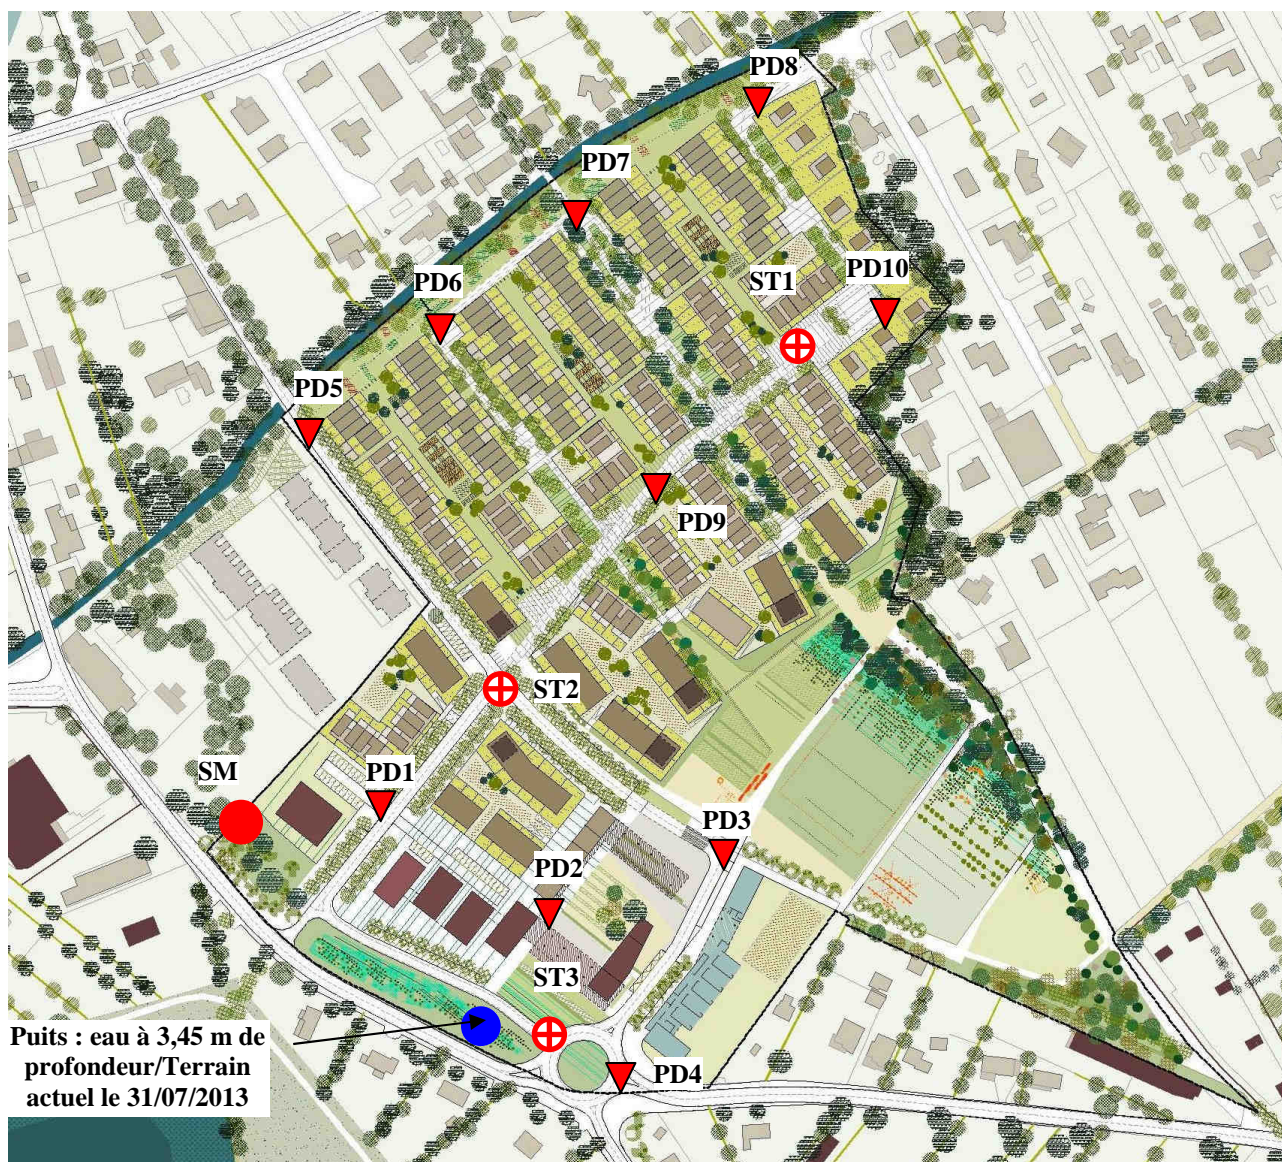 PD8
PD7
PD6
ST1
PD10
PD5
PD9
ST2
SM
PD1
PD3
PD2
ST3
Puits : eau à 3,45 m de
profondeur/Terrain
actuel le 31/07/2013
PD4